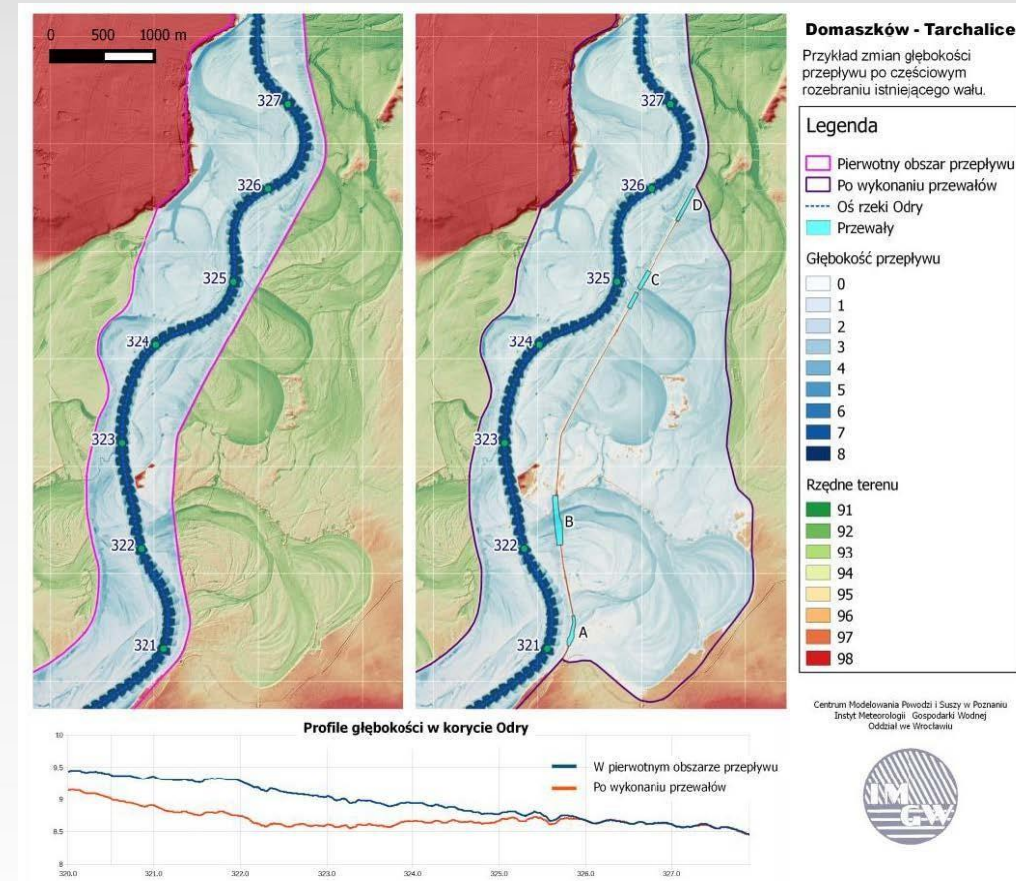 0 500 1000 m
327
326
325
324
323
322
321
327
326
D
325
C
324
323
B
322
A
321
Domaszków - Tarchalice
Przykład zmian głębokości
przepływu po częściowym
rozebraniu istniejącego wału.
Legenda
Pierwotny obszar przepływu
Po wykonaniu przewałów
Oś rzeki Odry
Przewały
Głębokość przepływu
0
1
2
3
4
5
6
7
8
Rzędne terenu
91
92
93
94
95
96
97
98
Centrum Modelowania Powodzi i Suszy w Poznaniu
Instyt Meteorologii Gospodarki Wodnej
Oddział we Wrocławiu
IM
GW
Profile głębokości w korycie Odry
10
9.5
9
8.5
8
W pierwotnym obszarze przepływu
Po wykonaniu przewałów
320.0 321.0 322.0 323.0 324.0 325.0 326.0 327.0